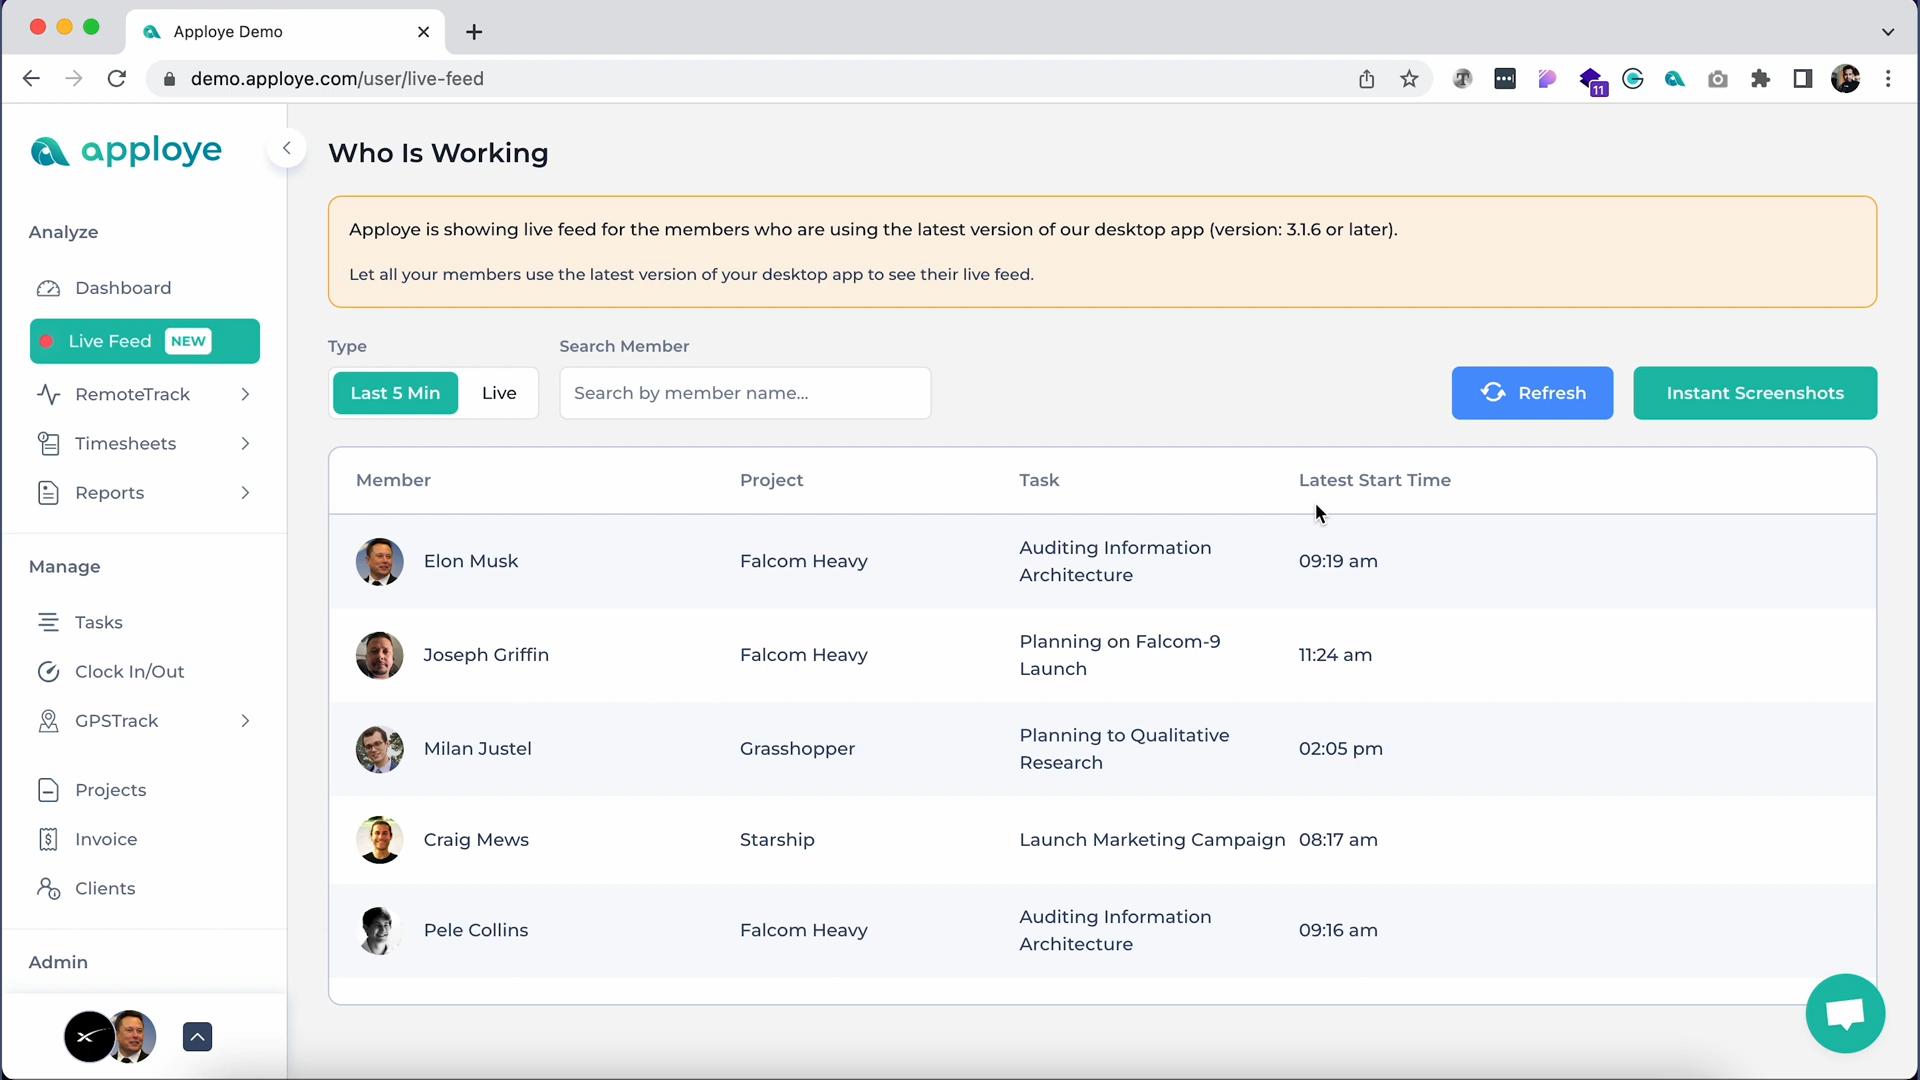 Apploye Demo
demo.apploye.com/user/live-feed
11
apploye
Analyze
Dashboard
Live Feed NEW
RemoteTrack
Timesheets
Reports
Manage
Tasks
Clock In/Out
GPSTrack
Projects
Invoice
Clients
Admin
Who Is Working
Apploye is showing live feed for the members who are using the latest version of our desktop app (version: 3.1.6 or later).
Let all your members use the latest version of your desktop app to see their live feed.
Type
Search Member
Last 5 Min
Live
Search by member name...
Refresh
Instant Screenshots
Member Project Task Latest Start Time
Elon Musk Falcom Heavy Auditing Information 09:19 am
Architecture
Joseph Griffin Falcom Heavy Planning on Falcom-9 11:24 am
Launch
Milan Justel Grasshopper Planning to Qualitative 02:05 pm
Research
Craig Mews Starship Launch Marketing Campaign 08:17 am
Pele Collins Falcom Heavy Auditing Information 09:16 am
Architecture